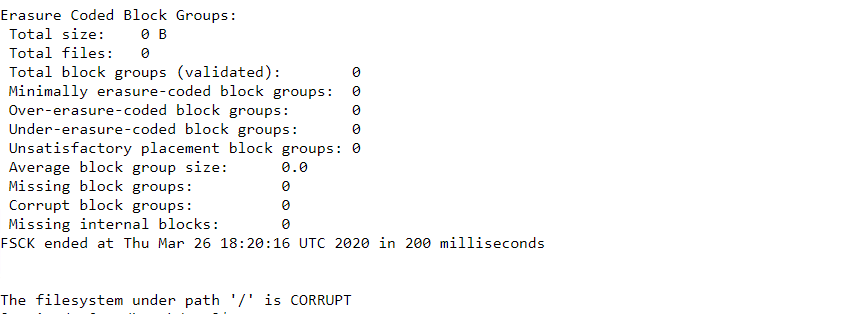 Erasure Coded Block Groups:
Total size: 0 B
Total files: 0
Total block groups (validated): 0
Minimally erasure-coded block groups: 0
Over-erasure-coded block groups: 0
Under-erasure-coded block groups: 0
Unsatisfactory placement block groups: 0
Average block group size: 0.0
Missing block groups: 0
Corrupt block groups: 0
Missing internal blocks: 0
FSCK ended at Thu Mar 26 18:20:16 UTC 2020 in 200 milliseconds
The filesystem under path '/' is CORRUPT